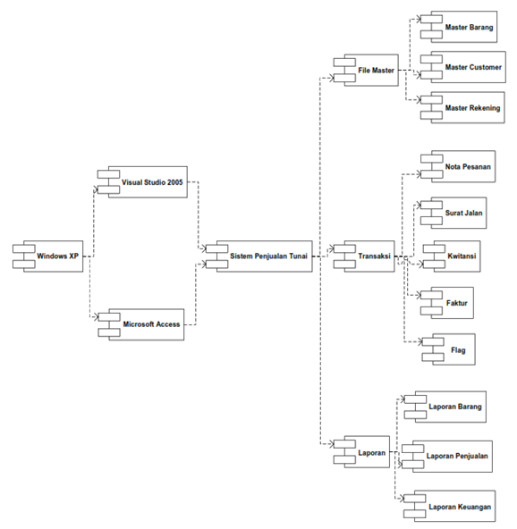 Master Barang
File Master
Master Customer
Master Rekening
Nota Pesanan
Visual Studio 2005
Surat Jalan
Windows XP
Sistem Penjualan Tunai
Transaksi
Kwitansi
Faktur
Microsoft Access
Flag
Laporan Barang
Laporan
Laporan Penjualan
Laporan Keuangan